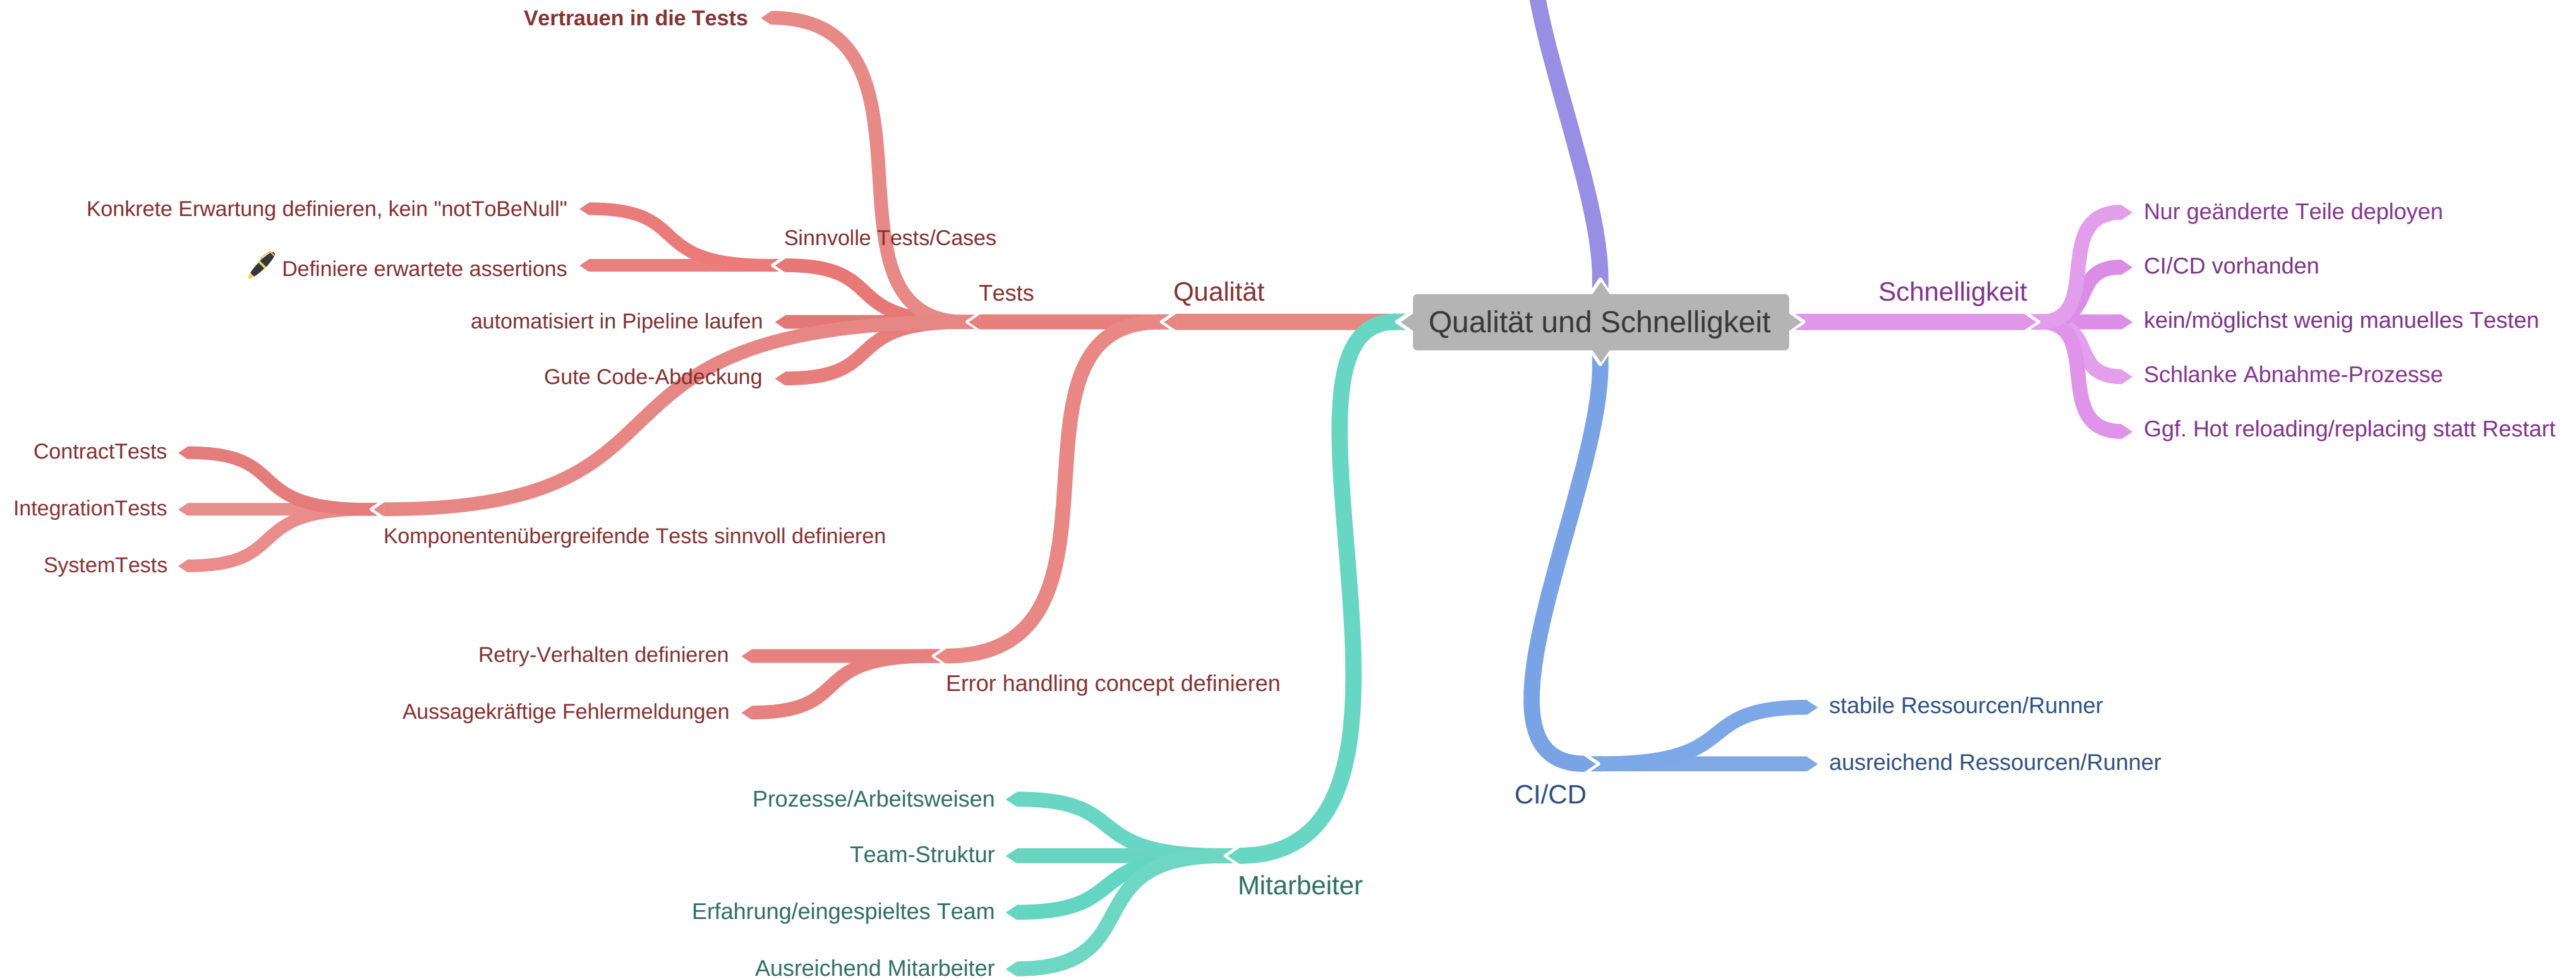 Vertrauen in die Tests
Konkrete Erwartung definieren, kein "notToBeNull"
Definiere erwartete assertions
Sinnvolle Tests/Cases
automatisiert in Pipeline laufen
Gute Code-Abdeckung
Tests
Qualität
ContractTests
IntegrationTests
SystemTests
Komponentenübergreifende Tests sinnvoll definieren
Retry-Verhalten definieren
Aussagekräftige Fehlermeldungen
Error handling concept definieren
Prozesse/Arbeitsweisen
Team-Struktur
Erfahrung/eingespieltes Team
Ausreichend Mitarbeiter
Mitarbeiter
Qualität und Schnelligkeit
Schnelligkeit
Nur geänderte Teile deployen
CI/CD vorhanden
kein/möglichst wenig manuelles Testen
Schlanke Abnahme-Prozesse
Ggf. Hot reloading/replacing statt Restart
CI/CD
stabile Ressourcen/Runner
ausreichend Ressourcen/Runner